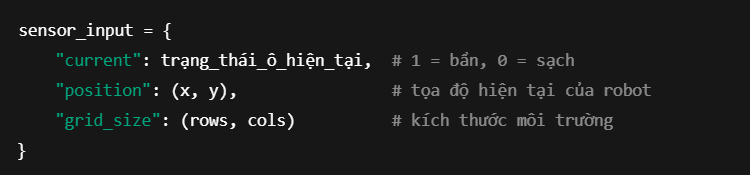 sensor_input = {
    "current": trạng_thái_ô_hiện_tại,  # 1 = bẩn, 0 = sạch
    "position": (x, y),                # tọa độ hiện tại của robot
    "grid_size": (rows, cols)          # kích thước môi trường
}